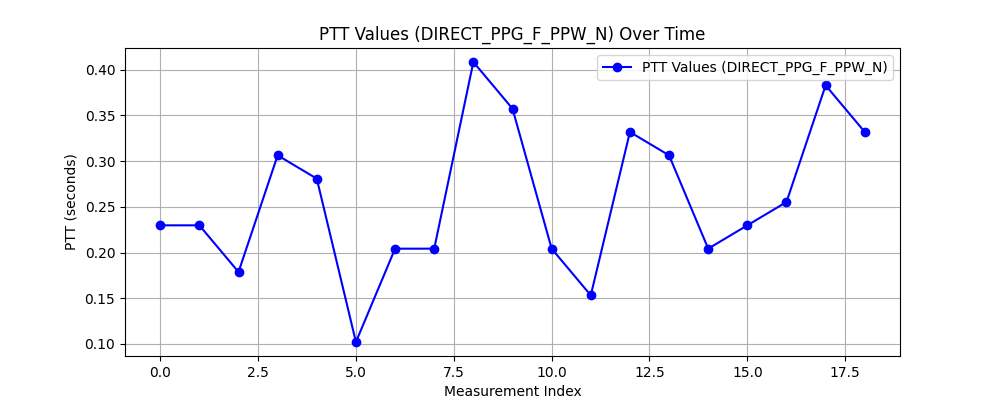 PTT Values (DIRECT_PPG_F_PPW_N) Over Time
PTT Values (DIRECT_PPG_F_PPW_N)
PTT (seconds)
0.40
0.35
0.30
0.25
0.20
0.15
0.10
0.0 2.5 5.0 7.5 10.0 12.5 15.0 17.5
Measurement Index